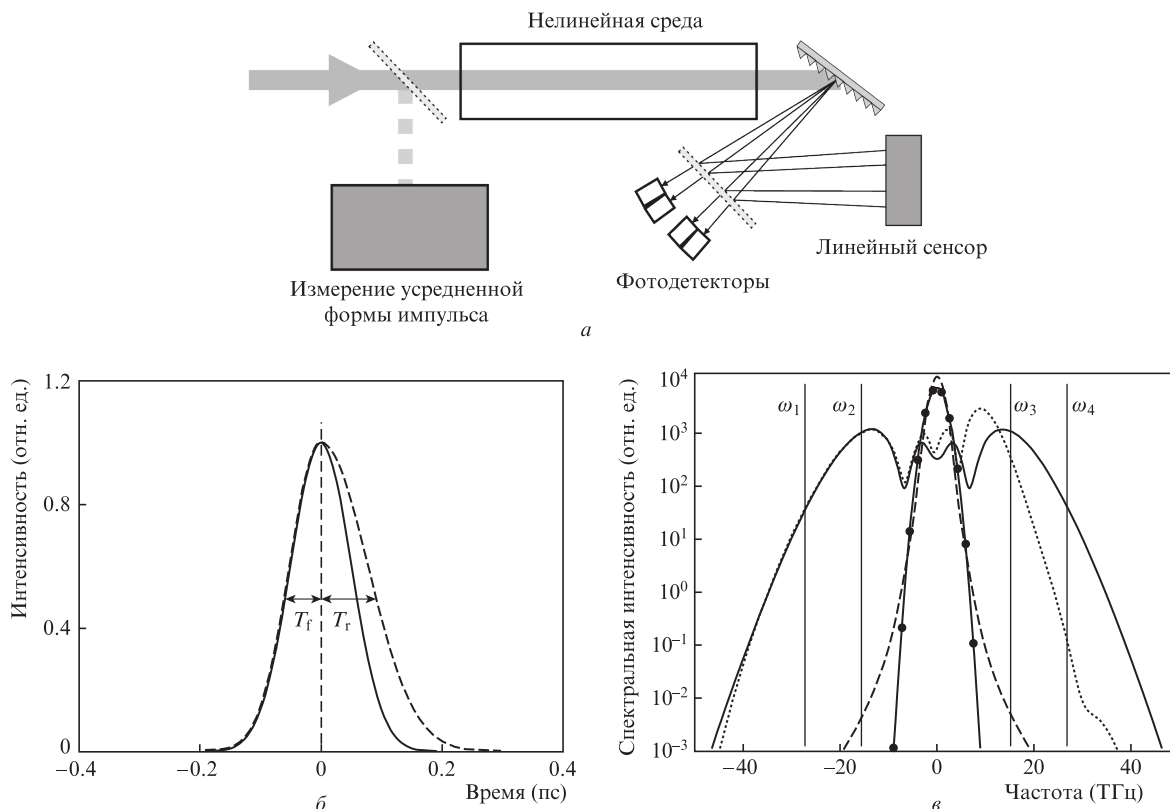 Нелинейная среда
Линейный сенсор
Фотодетекторы
Измерение усредненной
формы импульса
а
Интенсивность (отн. ед.)
1.2
0.8
0.4
0
T_f
T_r
−0.4
−0.2
0
0.2
0.4
Время (пс)
б
Спектральная интенсивность (отн. ед.)
10^4
10^3
10^2
10^1
10^0
10^−1
10^−2
10^−3
ω_1
ω_2
ω_3
ω_4
−40
−20
0
20
40
Частота (ТГц)
в